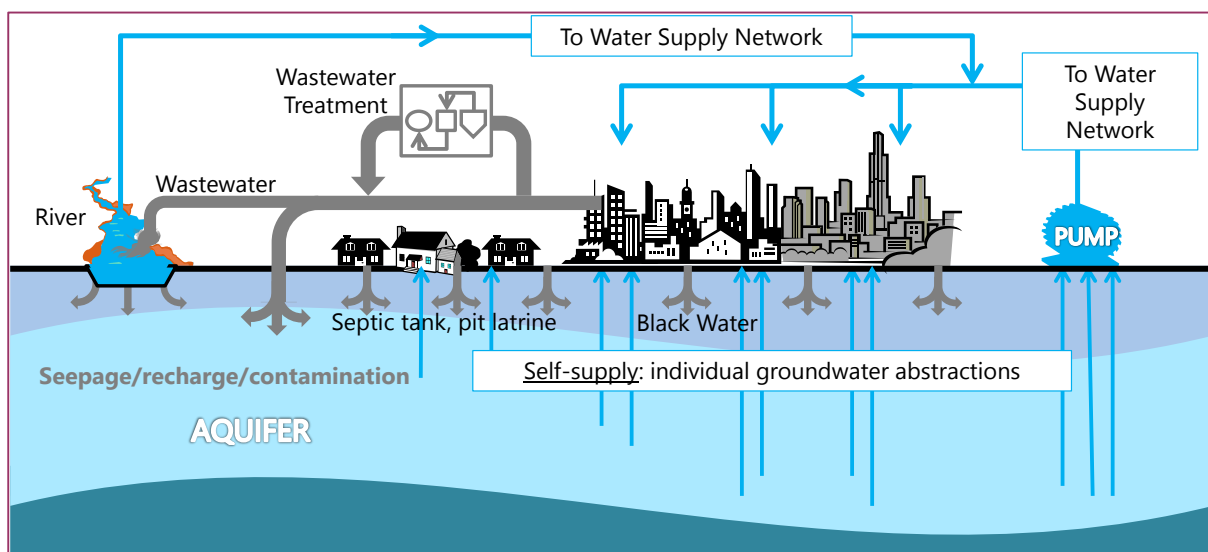 To Water Supply Network
To Water
Supply
Network
Wastewater
Treatment
Wastewater
River
PUMP
Septic tank, pit latrine
Black Water
Seepage/recharge/contamination
Self-supply: individual groundwater abstractions
AQUIFER